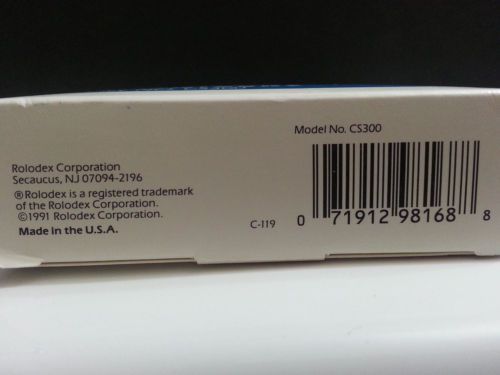 Model No. CS300
Rolodex Corporation
Secaucus, NJ 07094-2196
® Rolodex is a registered trademark
of the Rolodex Corporation.
©1991 Rolodex Corporation.
Made in the U.S.A.
C-119
0 71912 98168 8